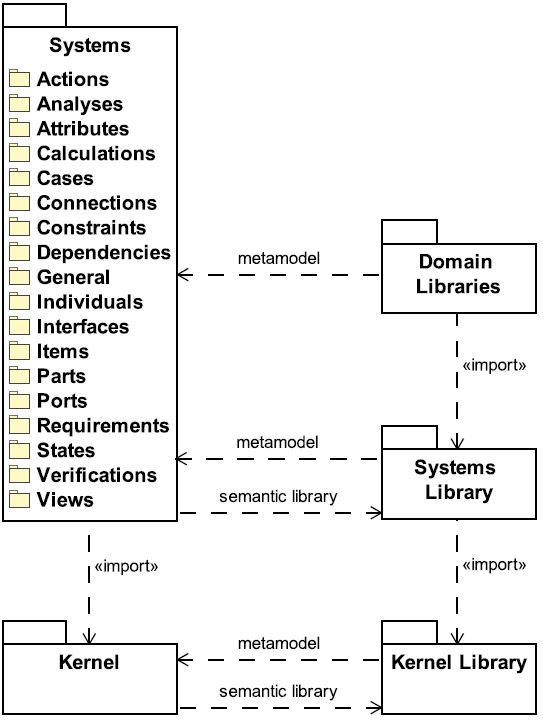 Systems
Actions
Analyses
Attributes
Calculations
Cases
Connections
Constraints
Dependencies
General
Individuals
Interfaces
Items
Parts
Ports
Requirements
States
Verifications
Views
metamodel
Domain
Libraries
«import»
metamodel
semantic library
Systems
Library
«import»
«import»
Kernel
metamodel
semantic library
Kernel Library